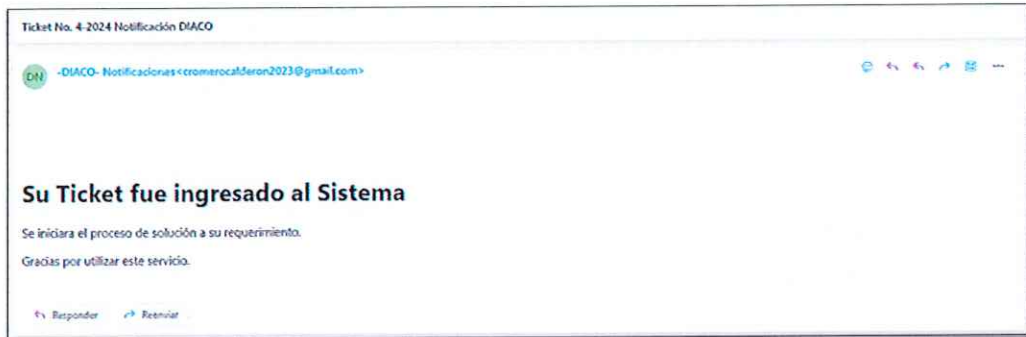 Ticket No. 4-2024 Notificación DIACO
DN -DIACO- Notificaciones<cromerocalderon2023@gmail.com>
Su Ticket fue ingresado al Sistema
Se iniciara el proceso de solución a su requerimiento.
Gracias por utilizar este servicio.
Responder Reenviar